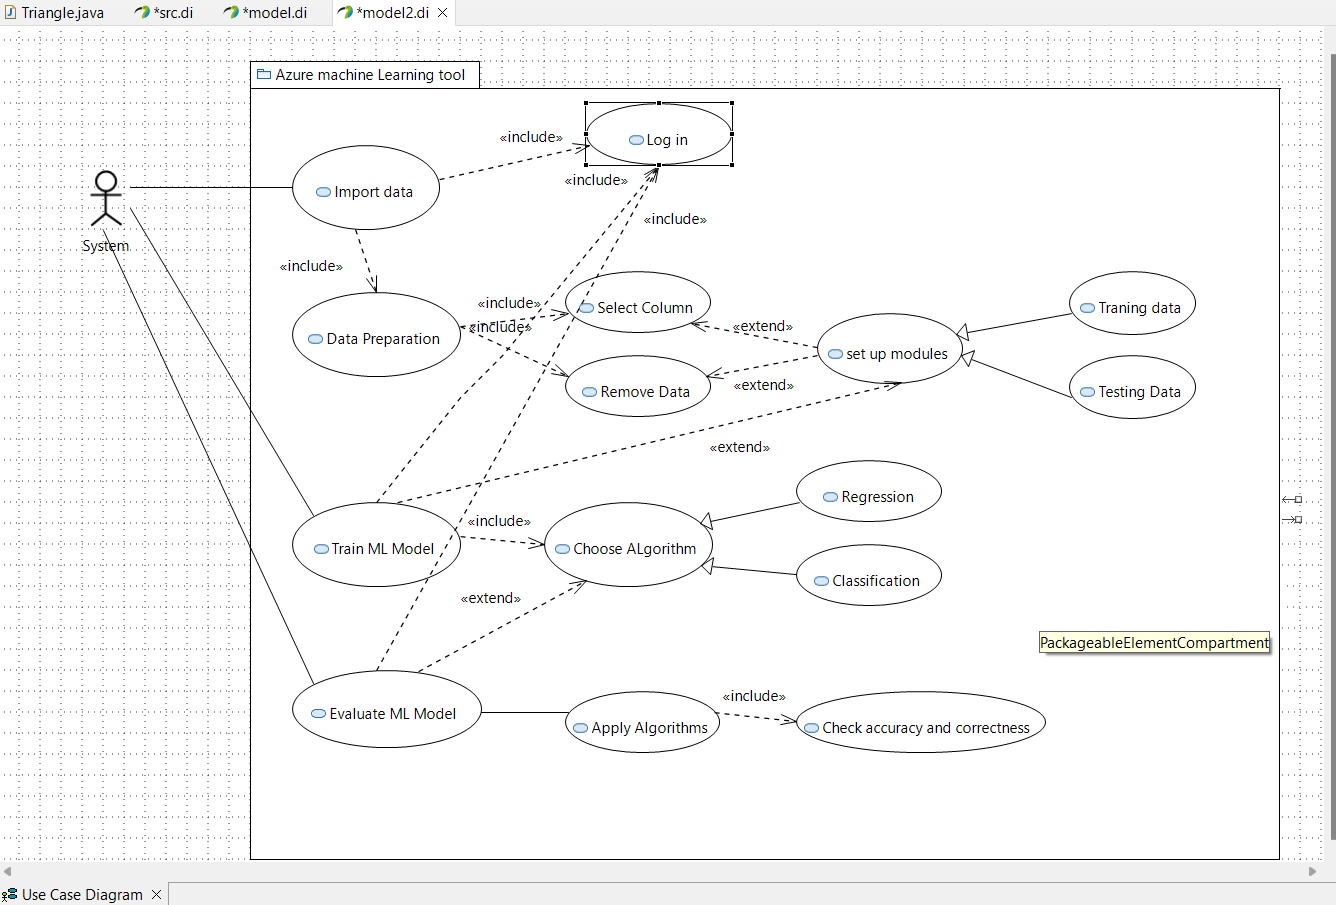 Triangle.java
*src.di
*model.di
*model2.di
Azure machine Learning tool
Log in
«include»
Import data
«include»
«include»
System
«include»
«include»
Select Column
Traning data
Data Preparation
«include»
«extend»
set up modules
Remove Data
«extend»
Testing Data
«extend»
Regression
«include»
Train ML Model
Choose ALgorithm
Classification
«extend»
PackageableElementCompartment
«include»
Evaluate ML Model
Apply Algorithms
Check accuracy and correctness
Use Case Diagram